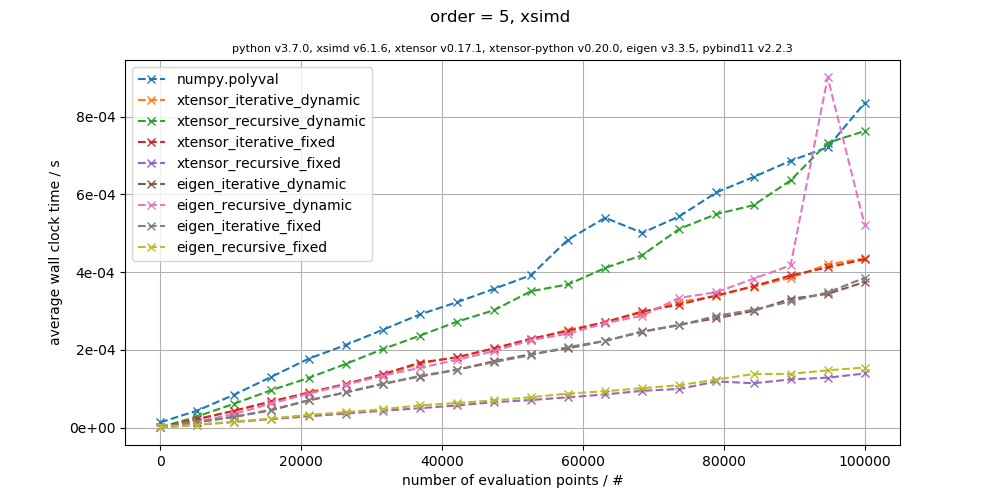 order = 5, xsimd
python v3.7.0, xsimd v6.1.6, xtensor v0.17.1, xtensor-python v0.20.0, eigen v3.3.5, pybind11 v2.2.3
numpy.polyval
xtensor_iterative_dynamic
xtensor_recursive_dynamic
xtensor_iterative_fixed
xtensor_recursive_fixed
eigen_iterative_dynamic
eigen_recursive_dynamic
eigen_iterative_fixed
eigen_recursive_fixed
average wall clock time / s
8e-04
6e-04
4e-04
2e-04
0e+00
0 20000 40000 60000 80000 100000
number of evaluation points / #